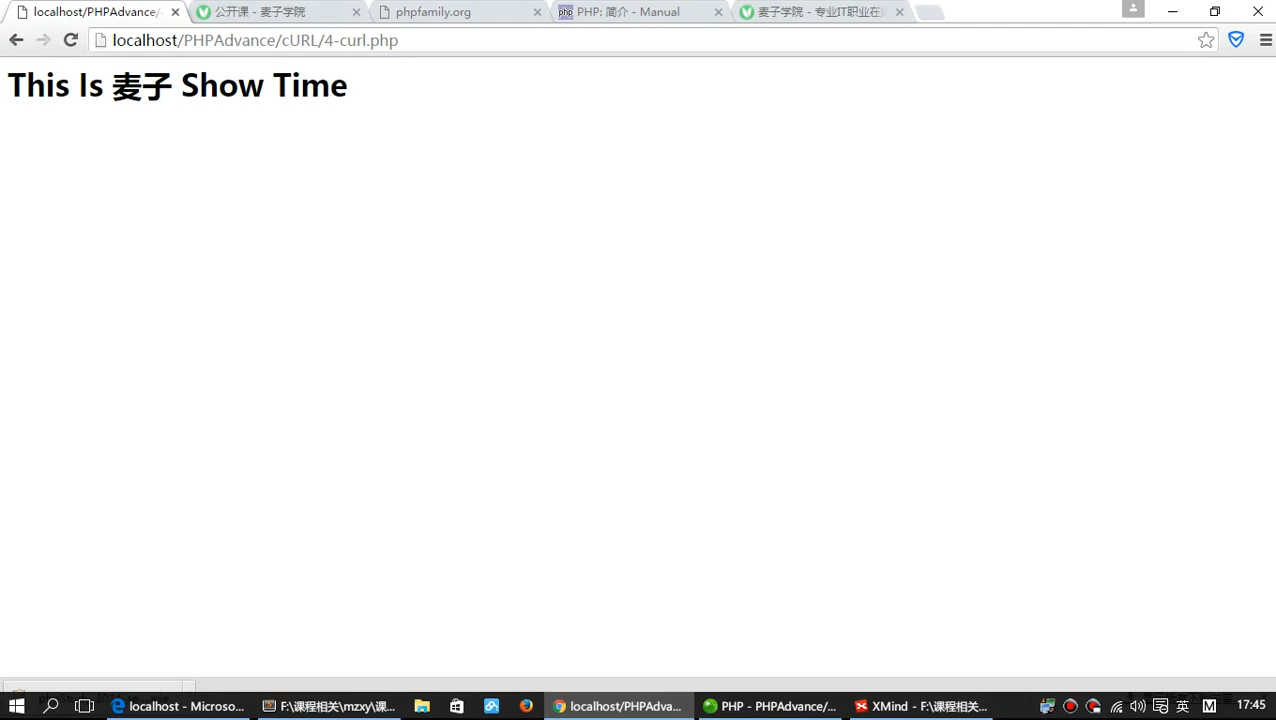 localhost/PHPAdvance/
公开课 - 麦子学院
phpfamily.org
php PHP: 简介 - Manual
麦子学院 - 专业IT职业在
localhost/PHPAdvance/cURL/4-curl.php
This Is 麦子 Show Time
localhost - Microso...
F:\课程相关\mzxy\课...
localhost/PHPAdva...
PHP - PHPAdvance/...
XMind - F:\课程相关...
英
M
17:45